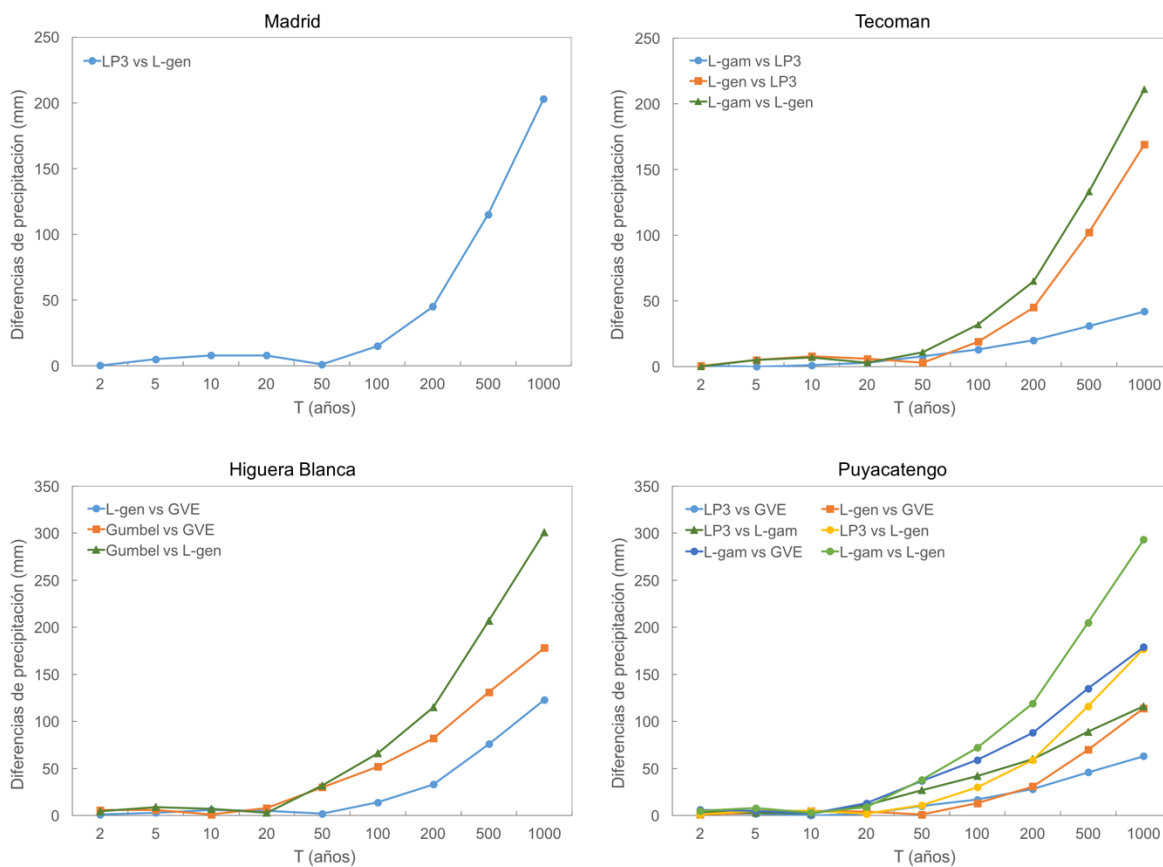 Madrid
250
200
150
100
50
0
Diferencias de precipitación (mm)
LP3 vs L-gen
2 5 10 20 50 100 200 500 1000
T (años)
Tecoman
250
200
150
100
50
0
Diferencias de precipitación (mm)
L-gam vs LP3
L-gen vs LP3
L-gam vs L-gen
2 5 10 20 50 100 200 500 1000
T (años)
Higuera Blanca
350
300
250
200
150
100
50
0
Diferencias de precipitación (mm)
L-gen vs GVE
Gumbel vs GVE
Gumbel vs L-gen
2 5 10 20 50 100 200 500 1000
T (años)
Puyacatengo
350
300
250
200
150
100
50
0
Diferencias de precipitación (mm)
LP3 vs GVE L-gen vs GVE
LP3 vs L-gam LP3 vs L-gen
L-gam vs GVE L-gam vs L-gen
2 5 10 20 50 100 200 500 1000
T (años)